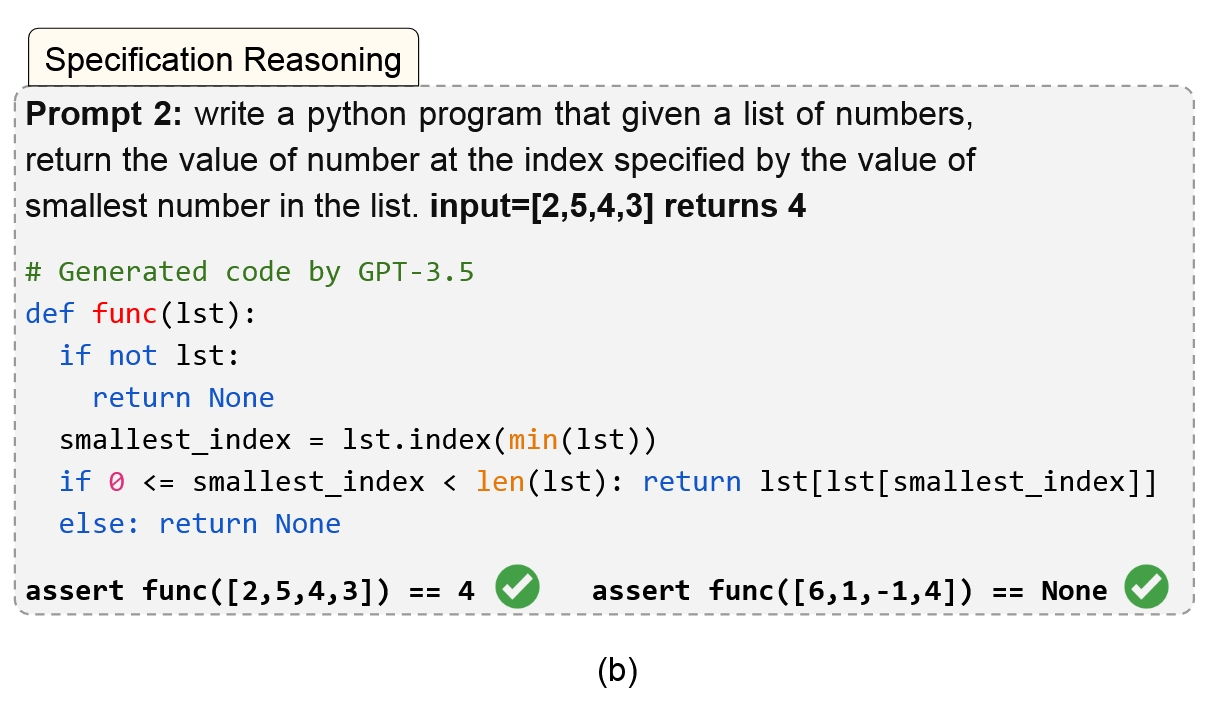 Specification Reasoning
Prompt 2: write a python program that given a list of numbers,
return the value of number at the index specified by the value of
smallest number in the list. input=[2,5,4,3] returns 4
# Generated code by GPT-3.5
def func(lst):
  if not lst:
    return None
  smallest_index = lst.index(min(lst))
  if 0 <= smallest_index < len(lst): return lst[lst[smallest_index]]
  else: return None
assert func([2,5,4,3]) == 4 assert func([6,1,-1,4]) == None
(b)